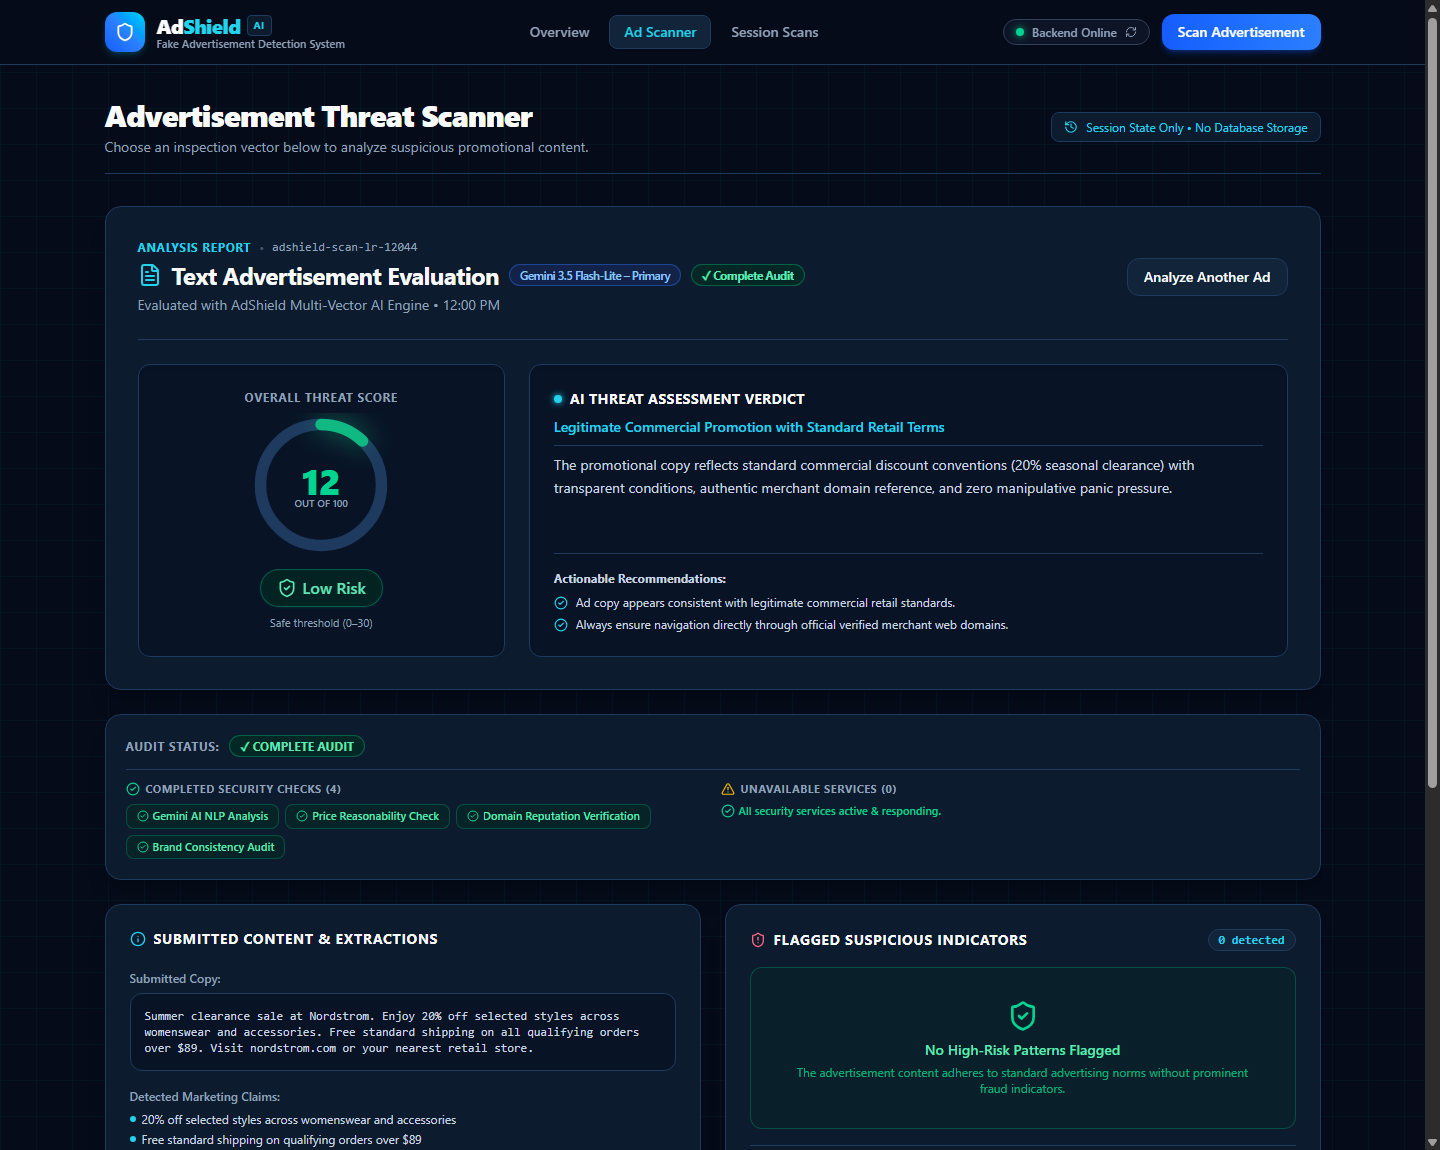 AdShield AI
Fake Advertisement Detection System
Overview
Ad Scanner
Session Scans
Backend Online
Scan Advertisement
Advertisement Threat Scanner
Choose an inspection vector below to analyze suspicious promotional content.
Session State Only • No Database Storage
ANALYSIS REPORT • adshield-scan-lr-12044
Text Advertisement Evaluation
Gemini 3.5 Flash-Lite – Primary
✓ Complete Audit
Evaluated with AdShield Multi-Vector AI Engine • 12:00 PM
Analyze Another Ad
OVERALL THREAT SCORE
12
OUT OF 100
Low Risk
Safe threshold (0–30)
AI THREAT ASSESSMENT VERDICT
Legitimate Commercial Promotion with Standard Retail Terms
The promotional copy reflects standard commercial discount conventions (20% seasonal clearance) with
transparent conditions, authentic merchant domain reference, and zero manipulative panic pressure.
Actionable Recommendations:
Ad copy appears consistent with legitimate commercial retail standards.
Always ensure navigation directly through official verified merchant web domains.
AUDIT STATUS:
✓ COMPLETE AUDIT
COMPLETED SECURITY CHECKS (4)
Gemini AI NLP Analysis
Price Reasonability Check
Domain Reputation Verification
Brand Consistency Audit
UNAVAILABLE SERVICES (0)
All security services active & responding.
SUBMITTED CONTENT & EXTRACTIONS
Submitted Copy:
Summer clearance sale at Nordstrom. Enjoy 20% off selected styles across
womenswear and accessories. Free standard shipping on all qualifying orders
over $89. Visit nordstrom.com or your nearest retail store.
Detected Marketing Claims:
• 20% off selected styles across womenswear and accessories
• Free standard shipping on qualifying orders over $89
FLAGGED SUSPICIOUS INDICATORS
0 detected
No High-Risk Patterns Flagged
The advertisement content adheres to standard advertising norms without prominent
fraud indicators.